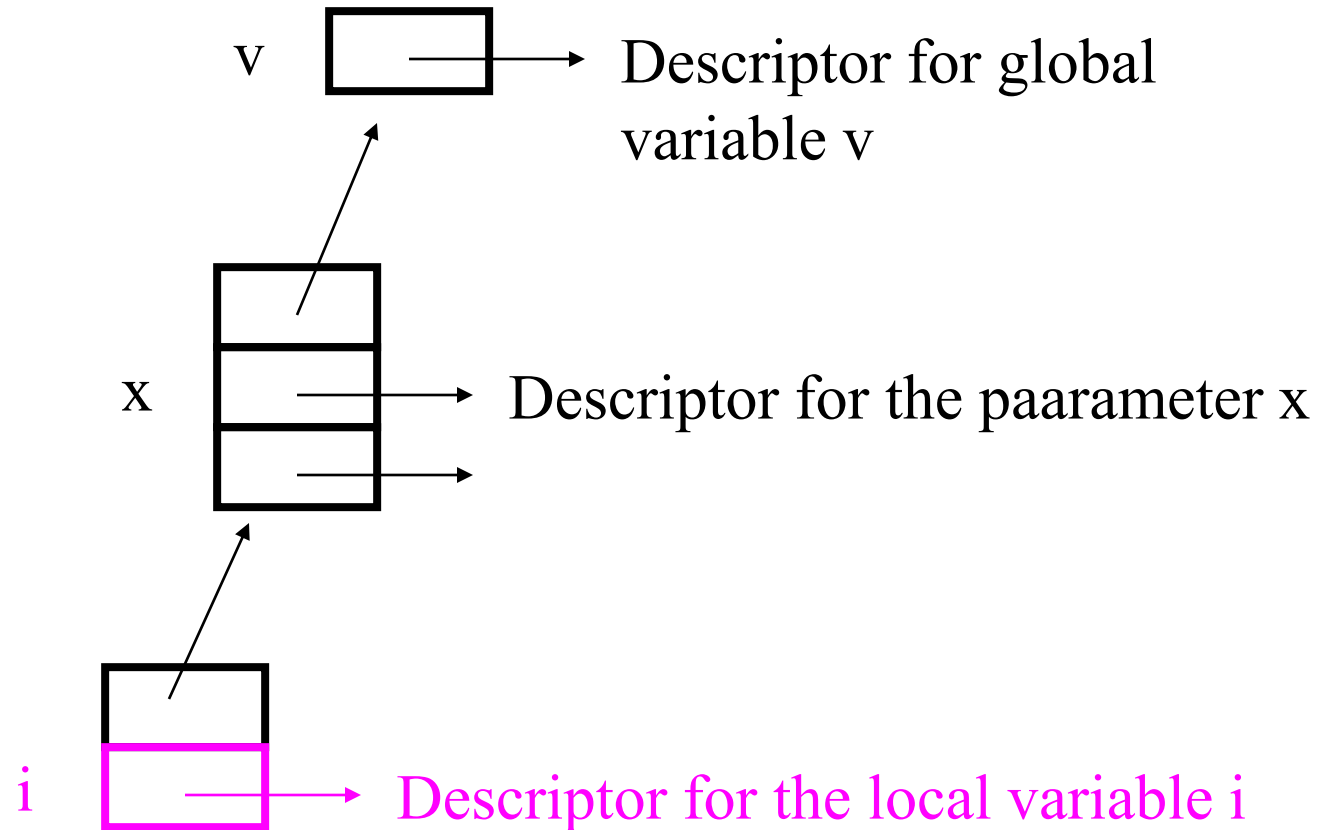 v
Descriptor for global
variable v
x
Descriptor for the paarameter x
i
Descriptor for the local variable i